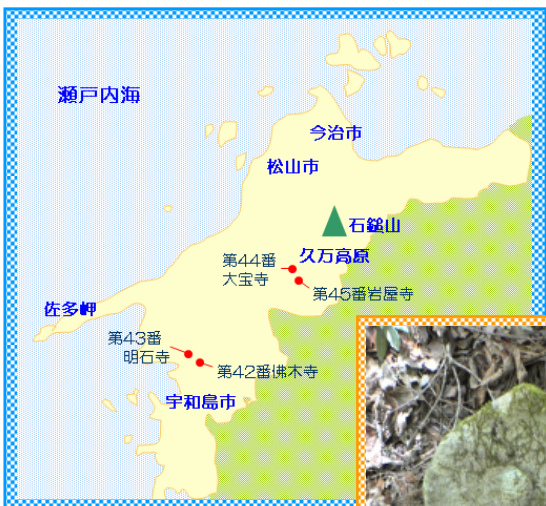 瀬戸内海
今治市
松山市
石鎚山
久万高原
第44番
大宝寺
第45番岩屋寺
佐多岬
第43番
明石寺
第42番佛木寺
宇和島市